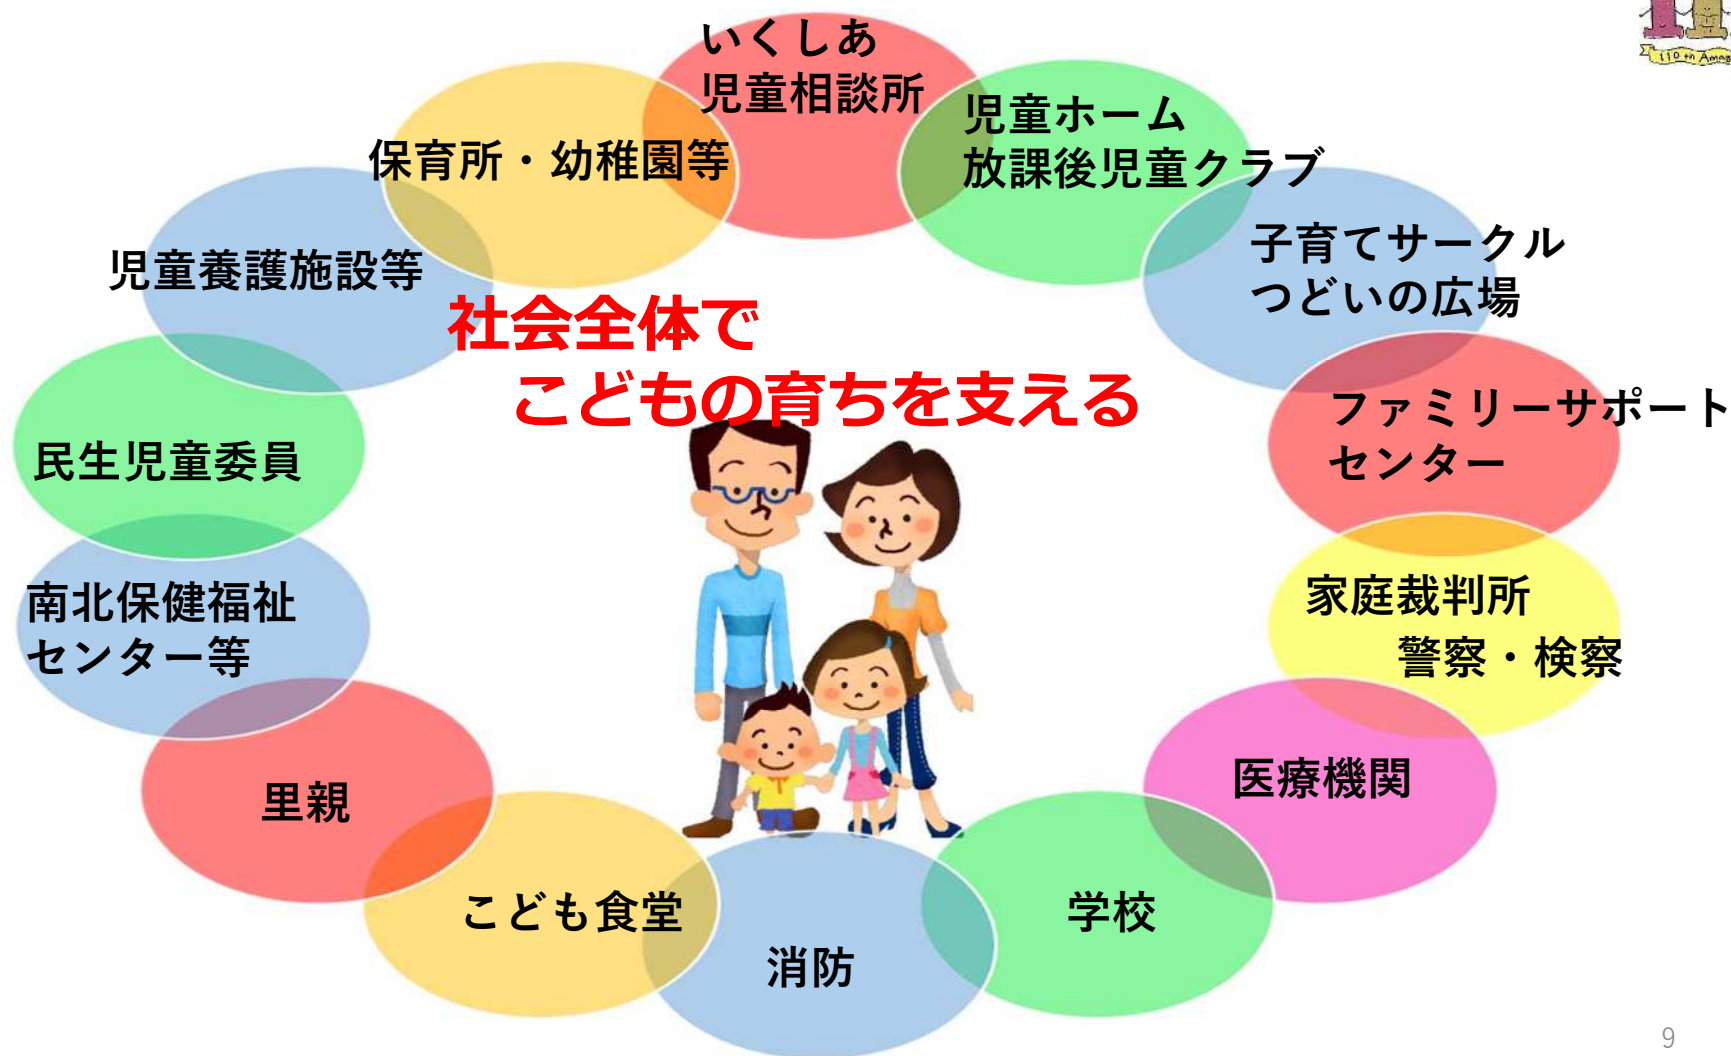 いくしあ
児童相談所
児童ホーム
放課後児童クラブ
保育所・幼稚園等
子育てサークル
つどいの広場
児童養護施設等
社会全体で
こどもの育ちを支える
ファミリーサポート
センター
民生児童委員
南北保健福祉
センター等
家庭裁判所
警察・検察
医療機関
里親
こども食堂
学校
消防
110th
9